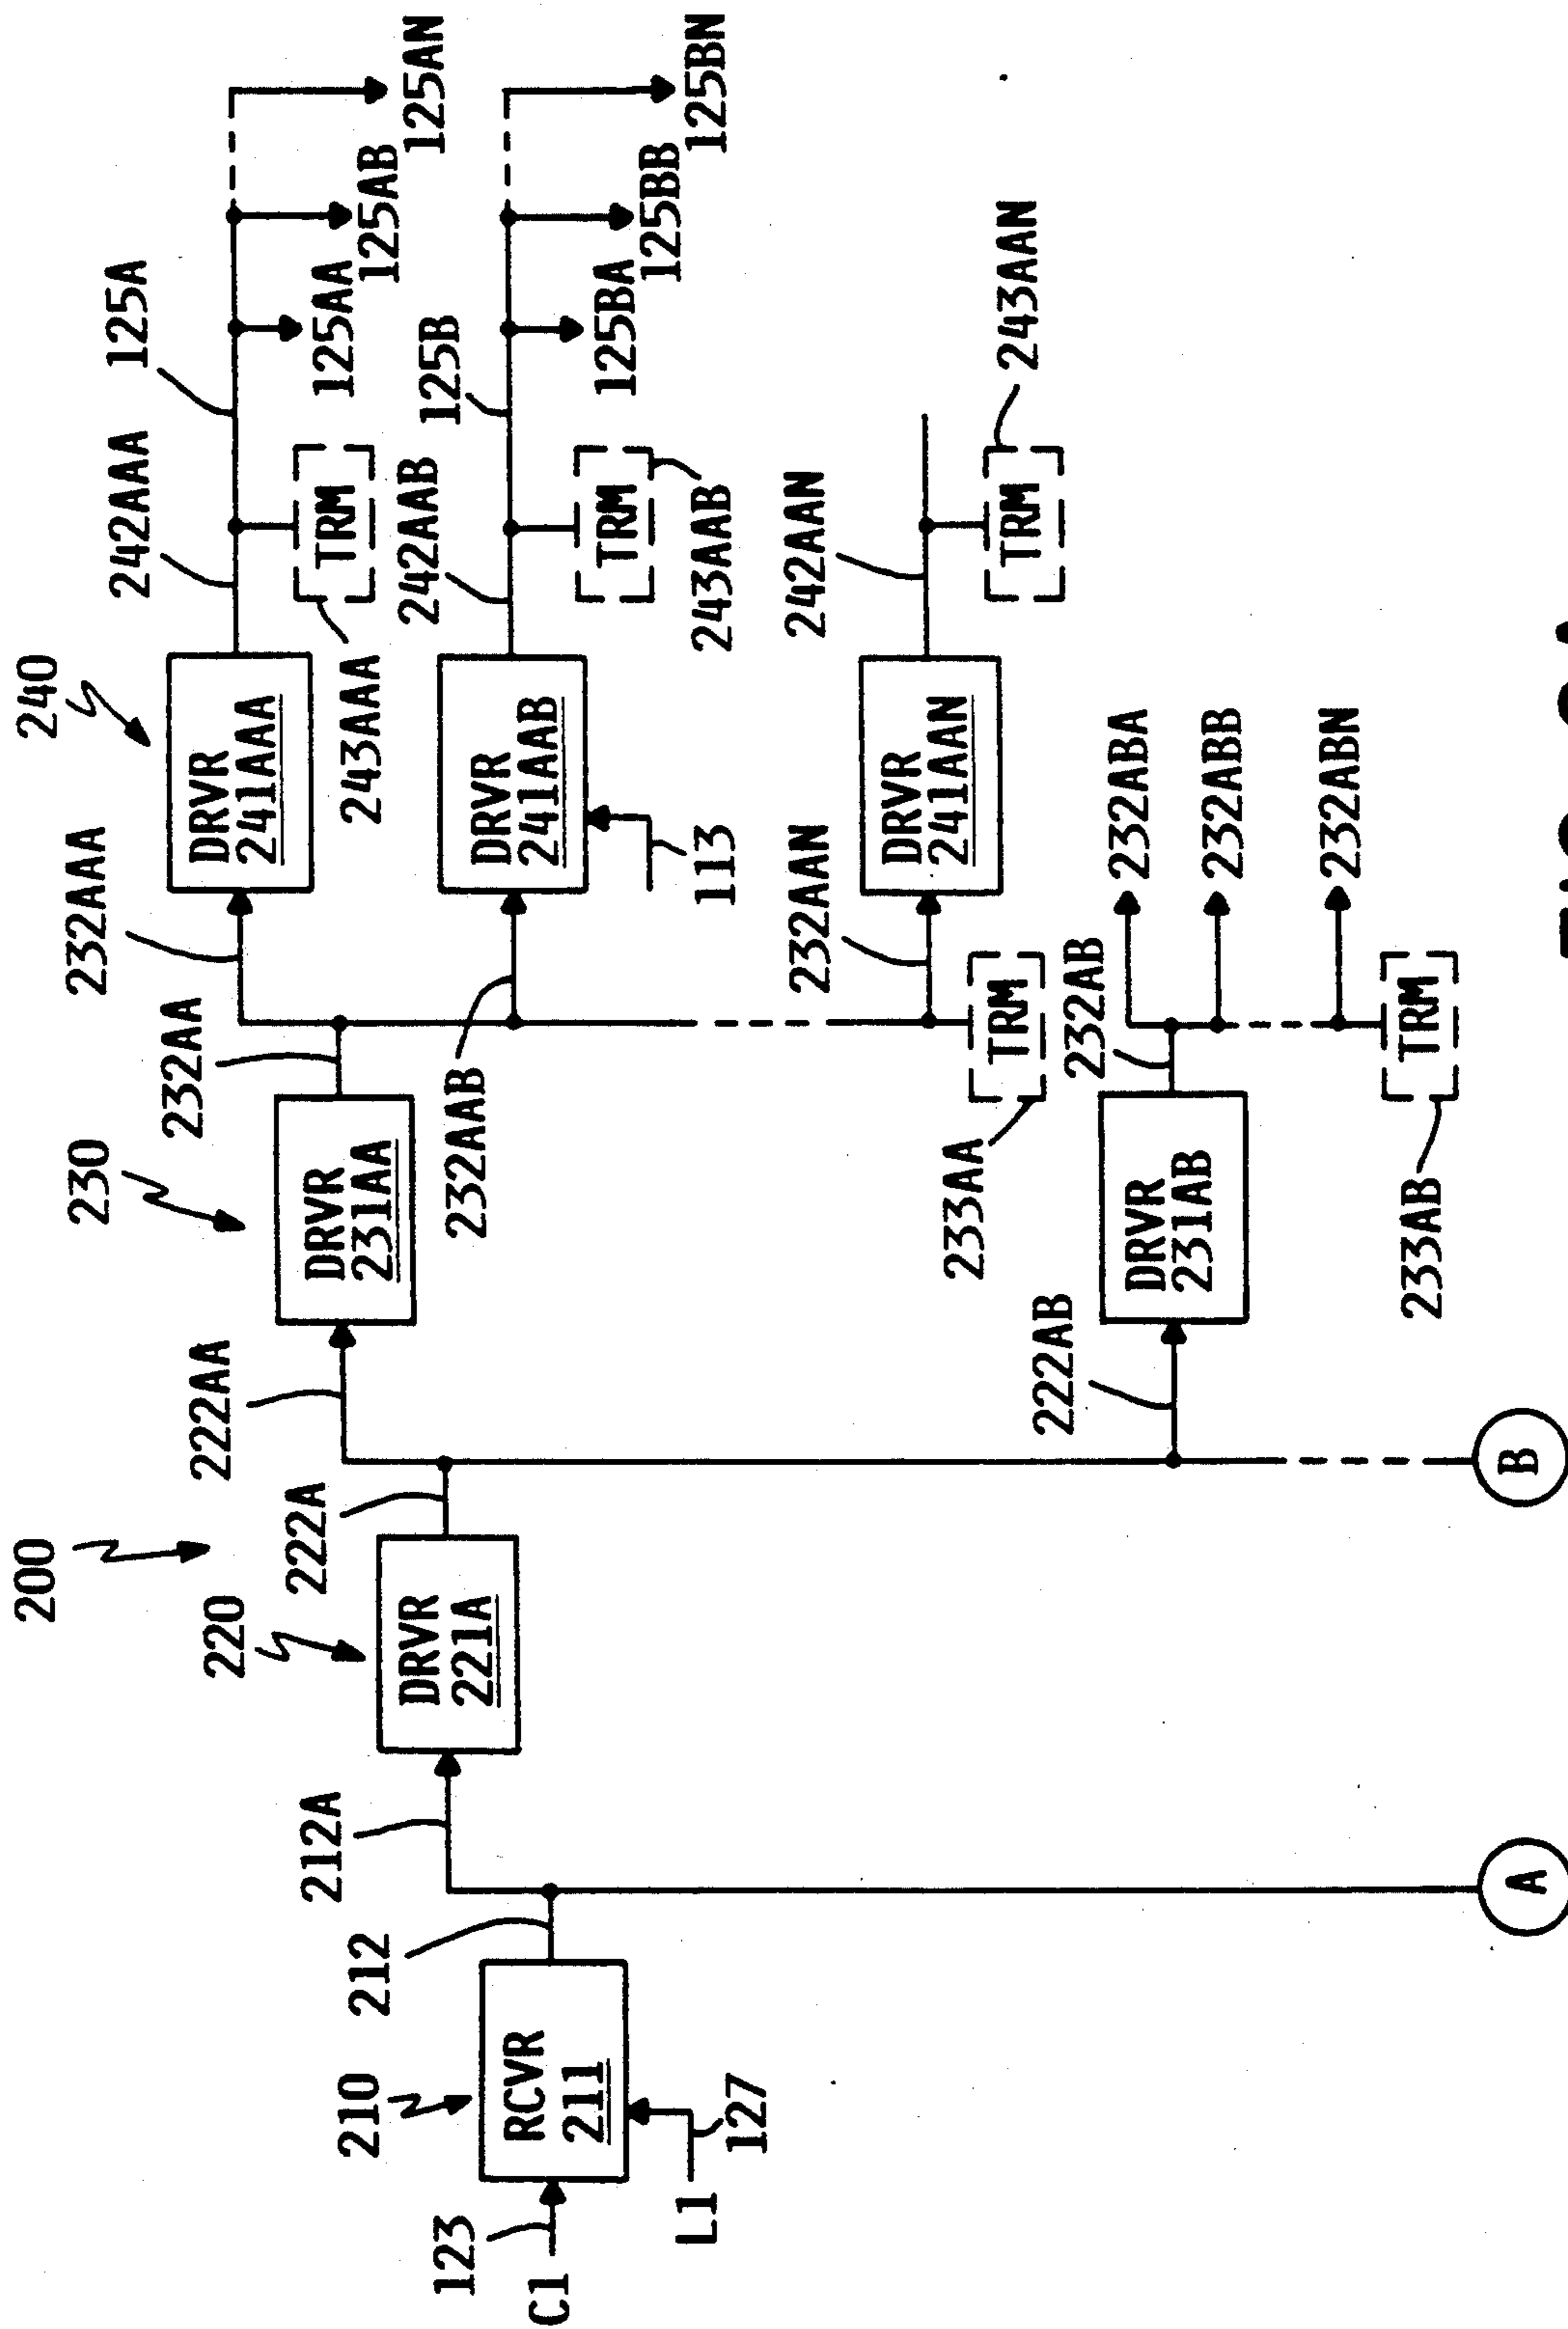 200
210
220
230
240
C1
123
L1
127
RCVR
211
212
212A
DRVR
221A
222A
222AA
DRVR
231AA
232AA
232AAA
DRVR
241AAA
242AAA
125A
125AA
125AB
125AN
TRM
243AAA
232AAB
DRVR
241AAB
113
242AAB
125B
125BA
125BB
125BN
TRM
243AAB
232AAN
DRVR
241AAN
242AAN
TRM
243AAN
TRM
233AA
222AB
DRVR
231AB
232AB
232ABA
232ABB
232ABN
TRM
233AB
A
B